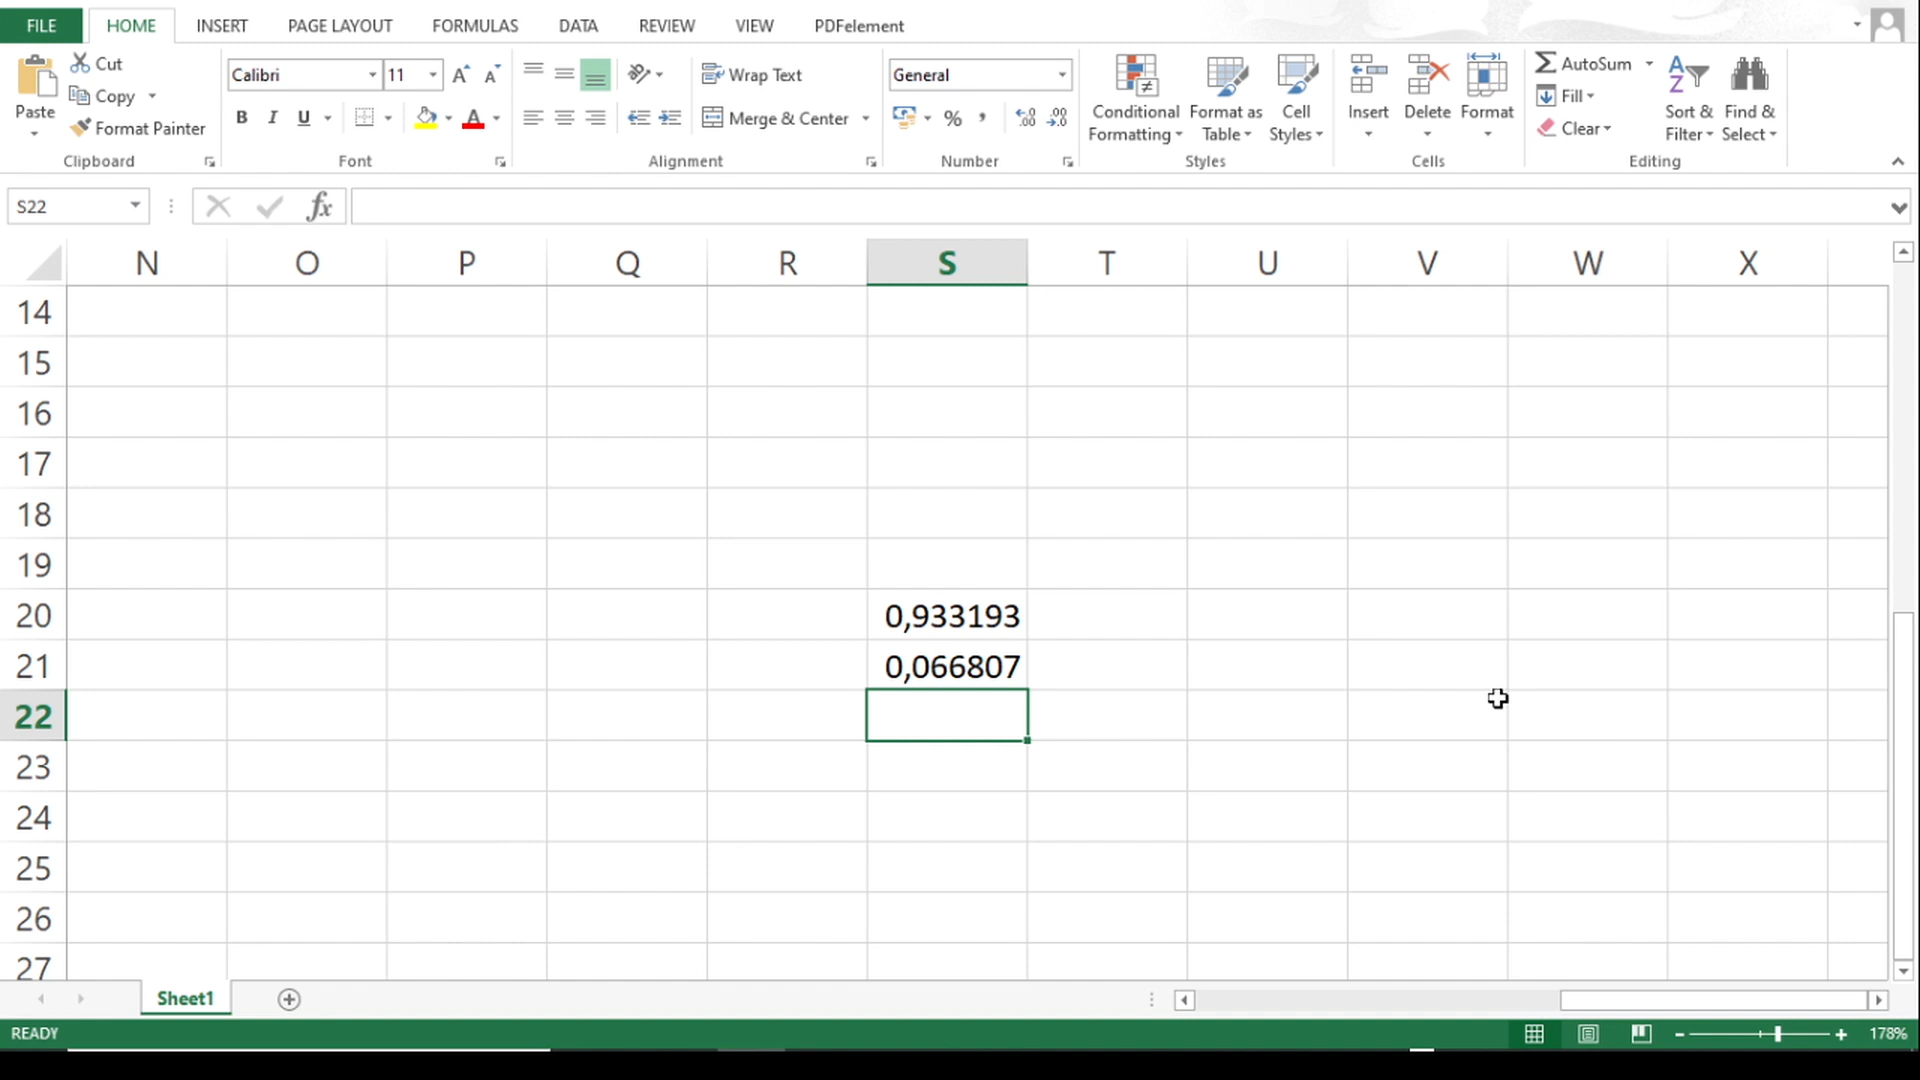 FILE HOME INSERT PAGE LAYOUT FORMULAS DATA REVIEW VIEW PDFelement
Paste
Cut
Copy
Format Painter
Clipboard
Calibri 11
B I U
Font
Wrap Text
Merge & Center
Alignment
General
%
Number
Conditional Formatting
Format as Table
Cell Styles
Styles
Insert Delete Format
Cells
AutoSum
Fill
Clear
Sort & Filter
Find & Select
Editing
S22
fx
N O P Q R S T U V W X
14
15
16
17
18
19
20 0,933193
21 0,066807
22
23
24
25
26
27
Sheet1
READY
178%